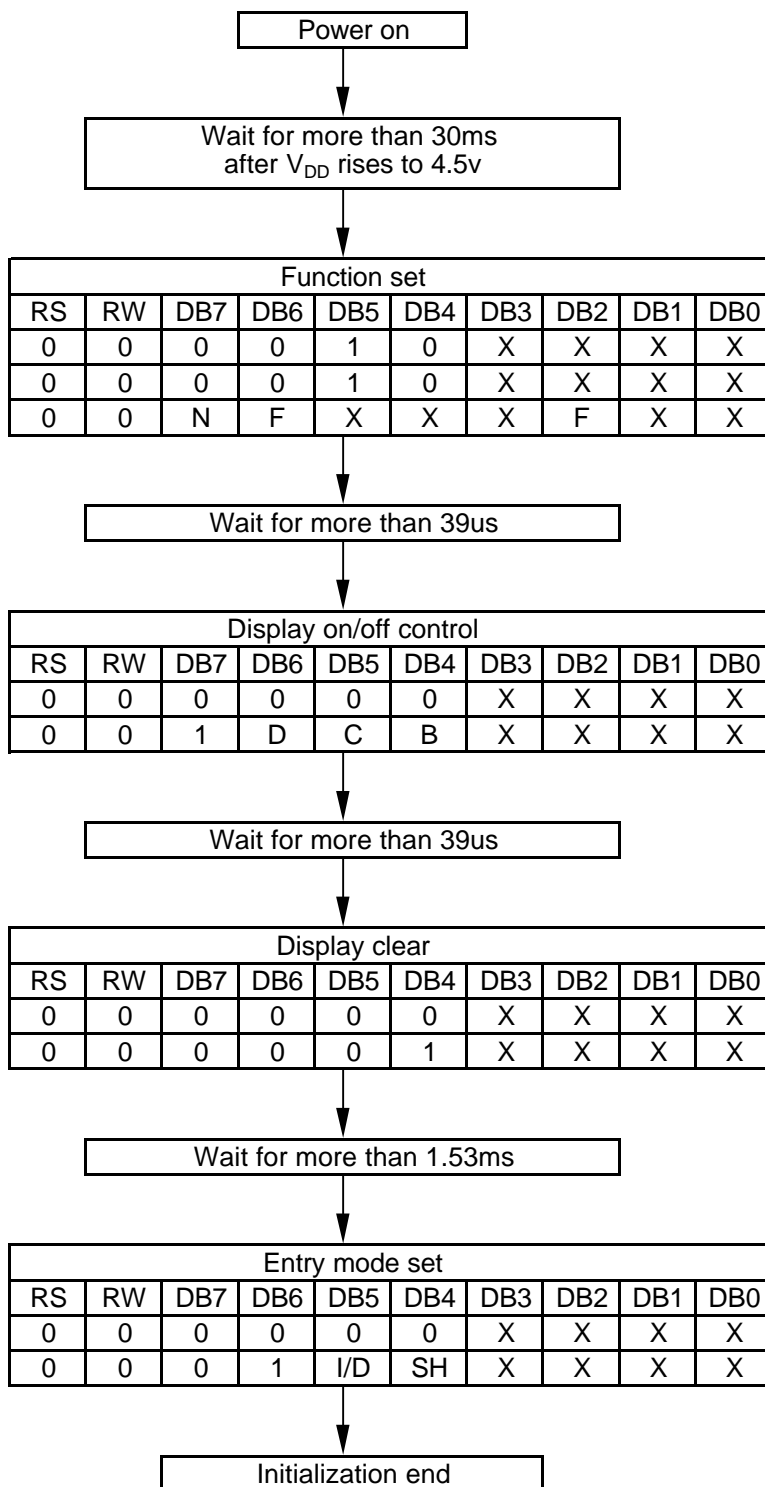 Power on
Wait for more than 30ms
after VDD rises to 4.5v
Function set
RS RW DB7 DB6 DB5 DB4 DB3 DB2 DB1 DB0
0 0 0 0 1 0 X X X X
0 0 0 0 1 0 X X X X
0 0 N F X X X F X X
Wait for more than 39us
Display on/off control
RS RW DB7 DB6 DB5 DB4 DB3 DB2 DB1 DB0
0 0 0 0 0 0 X X X X
0 0 1 D C B X X X X
Wait for more than 39us
Display clear
RS RW DB7 DB6 DB5 DB4 DB3 DB2 DB1 DB0
0 0 0 0 0 0 X X X X
0 0 0 0 0 1 X X X X
Wait for more than 1.53ms
Entry mode set
RS RW DB7 DB6 DB5 DB4 DB3 DB2 DB1 DB0
0 0 0 0 0 0 X X X X
0 0 0 1 I/D SH X X X X
Initialization end